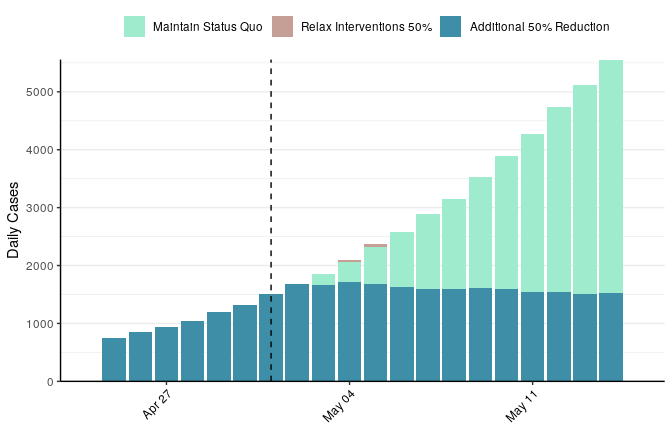 Maintain Status Quo Relax Interventions 50% Additional 50% Reduction
Daily Cases
5000
4000
3000
2000
1000
0
Apr 27
May 04
May 11